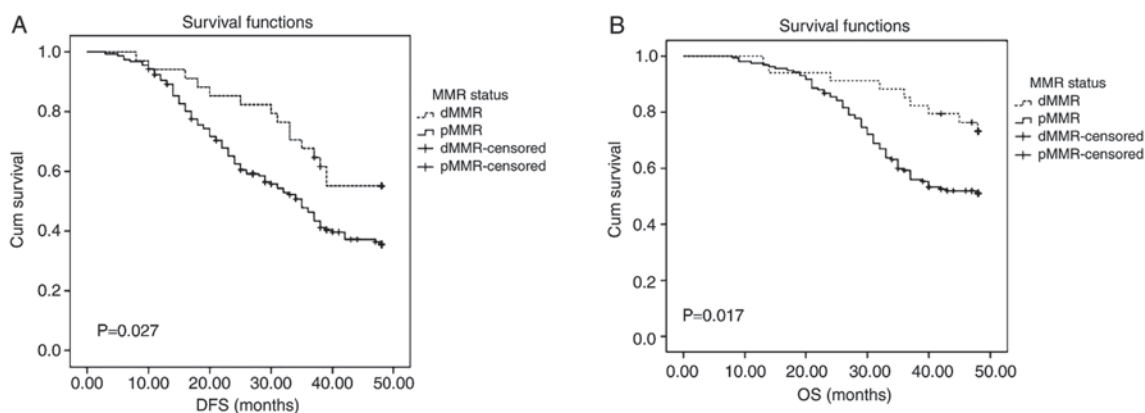 A
Survival functions
1.0
0.8
0.6
0.4
0.2
0.0
Cum survival
P=0.027
0.00 10.00 20.00 30.00 40.00 50.00
DFS (months)
MMR status
dMMR
pMMR
dMMR-censored
pMMR-censored
B
Survival functions
1.0
0.8
0.6
0.4
0.2
0.0
Cum survival
P=0.017
0.00 10.00 20.00 30.00 40.00 50.00
OS (months)
MMR status
dMMR
pMMR
dMMR-censored
pMMR-censored